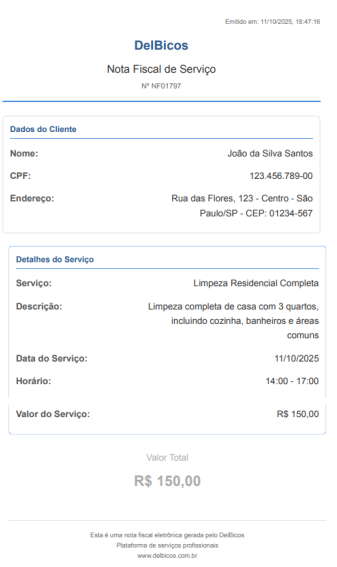 Emitido em: 11/10/2025, 18:47:16
DelBicos
Nota Fiscal de Serviço
Nº NF01797
Dados do Cliente
Nome: João da Silva Santos
CPF: 123.456.789-00
Endereço: Rua das Flores, 123 - Centro - São
Paulo/SP - CEP: 01234-567
Detalhes do Serviço
Serviço: Limpeza Residencial Completa
Descrição: Limpeza completa de casa com 3 quartos,
incluindo cozinha, banheiros e áreas
comuns
Data do Serviço: 11/10/2025
Horário: 14:00 - 17:00
Valor do Serviço: R$ 150,00
Valor Total
R$ 150,00
Esta é uma nota fiscal eletrônica gerada pelo DelBicos
Plataforma de serviços profissionais
www.delbicos.com.br